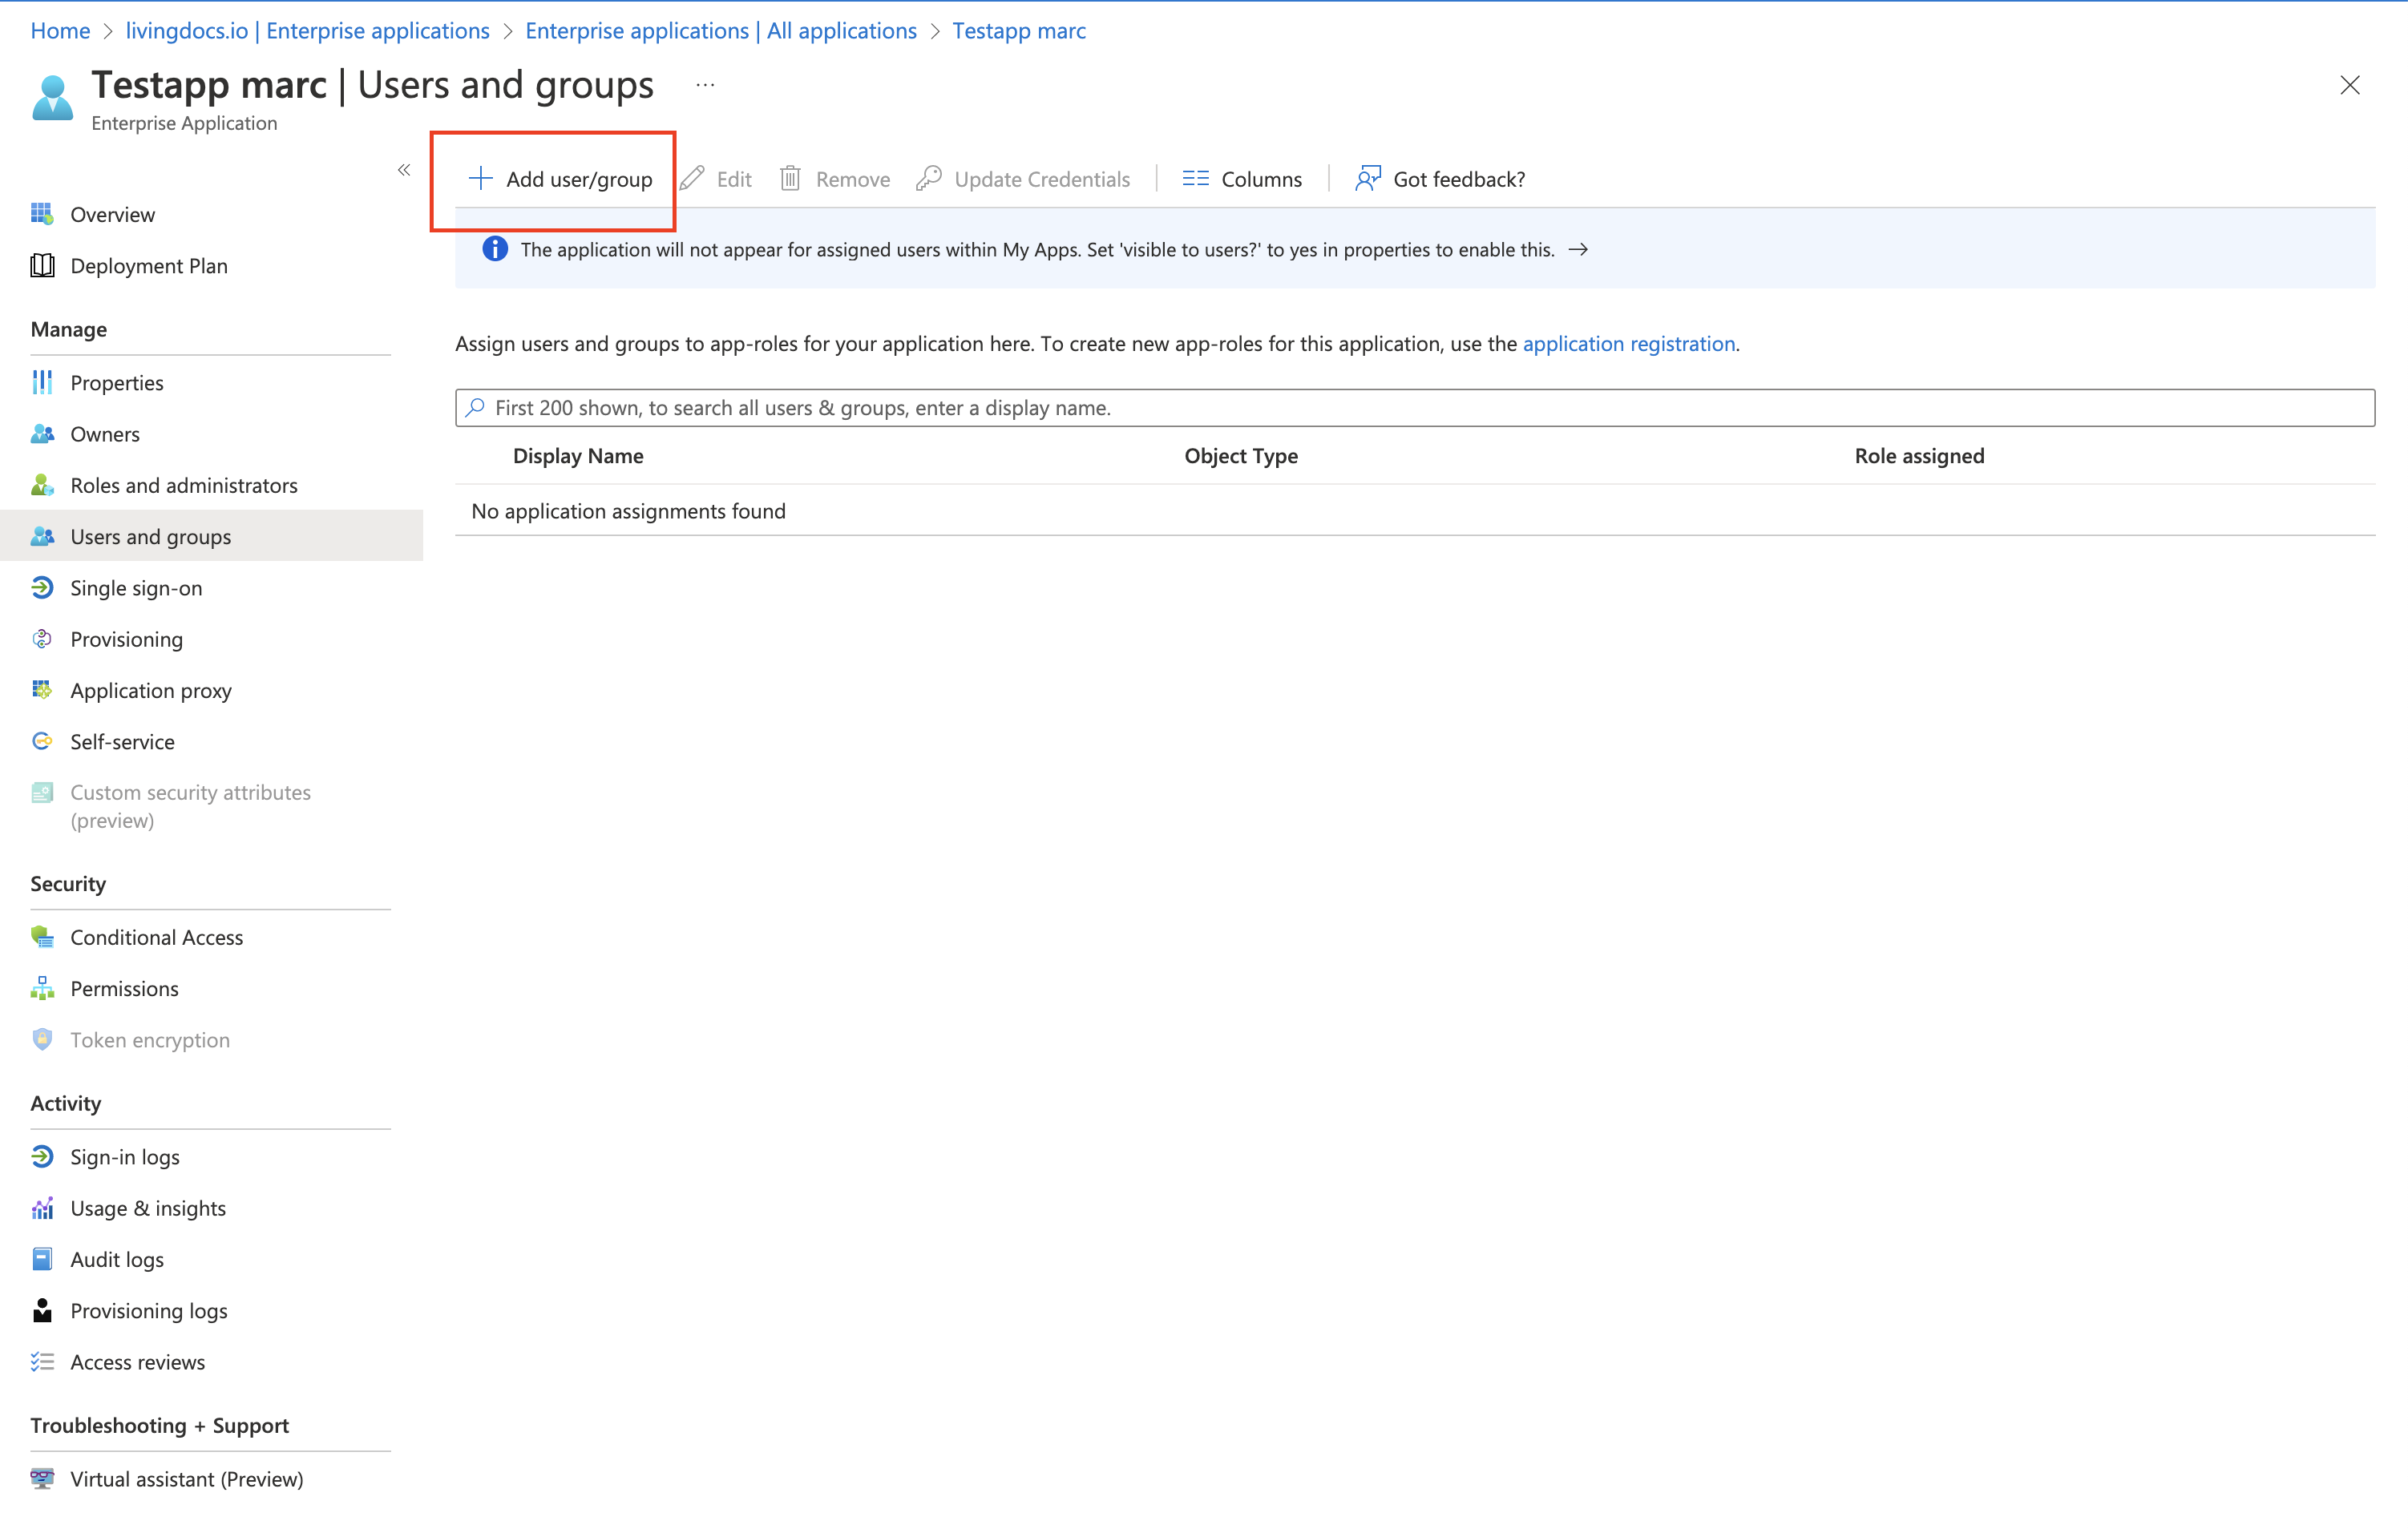 Home > livingdocs.io | Enterprise applications > Enterprise applications | All applications > Testapp marc
Testapp marc | Users and groups ...
Enterprise Application
«
Add user/group Edit Remove Update Credentials Columns Got feedback?
The application will not appear for assigned users within My Apps. Set 'visible to users?' to yes in properties to enable this. →
Assign users and groups to app-roles for your application here. To create new app-roles for this application, use the application registration.
First 200 shown, to search all users & groups, enter a display name.
Display Name Object Type Role assigned
No application assignments found
Overview
Deployment Plan
Manage
Properties
Owners
Roles and administrators
Users and groups
Single sign-on
Provisioning
Application proxy
Self-service
Custom security attributes
(preview)
Security
Conditional Access
Permissions
Token encryption
Activity
Sign-in logs
Usage & insights
Audit logs
Provisioning logs
Access reviews
Troubleshooting + Support
Virtual assistant (Preview)